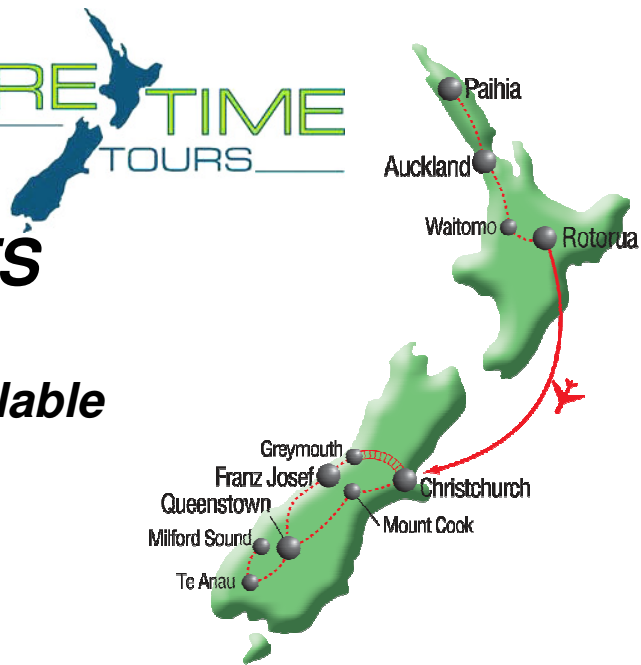 RE TIME
TOURS
S
lable
Paihia
Auckland
Waitomo
Rotorua
Greymouth
Franz Josef
Christchurch
Queenstown
Mount Cook
Milford Sound
Te Anau